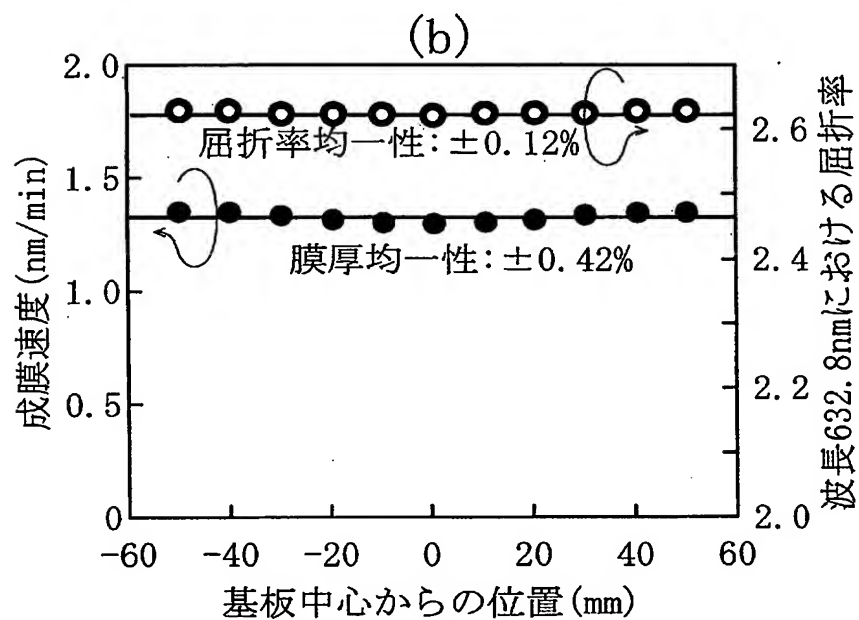 (b)
2.0
1.5
1.0
0.5
0
成膜速度(nm/min)
屈折率均一性:±0.12%
膜厚均一性:±0.42%
2.6
2.4
2.2
2.0
波長632.8nmにおける屈折率
-60 -40 -20 0 20 40 60
基板中心からの位置(mm)